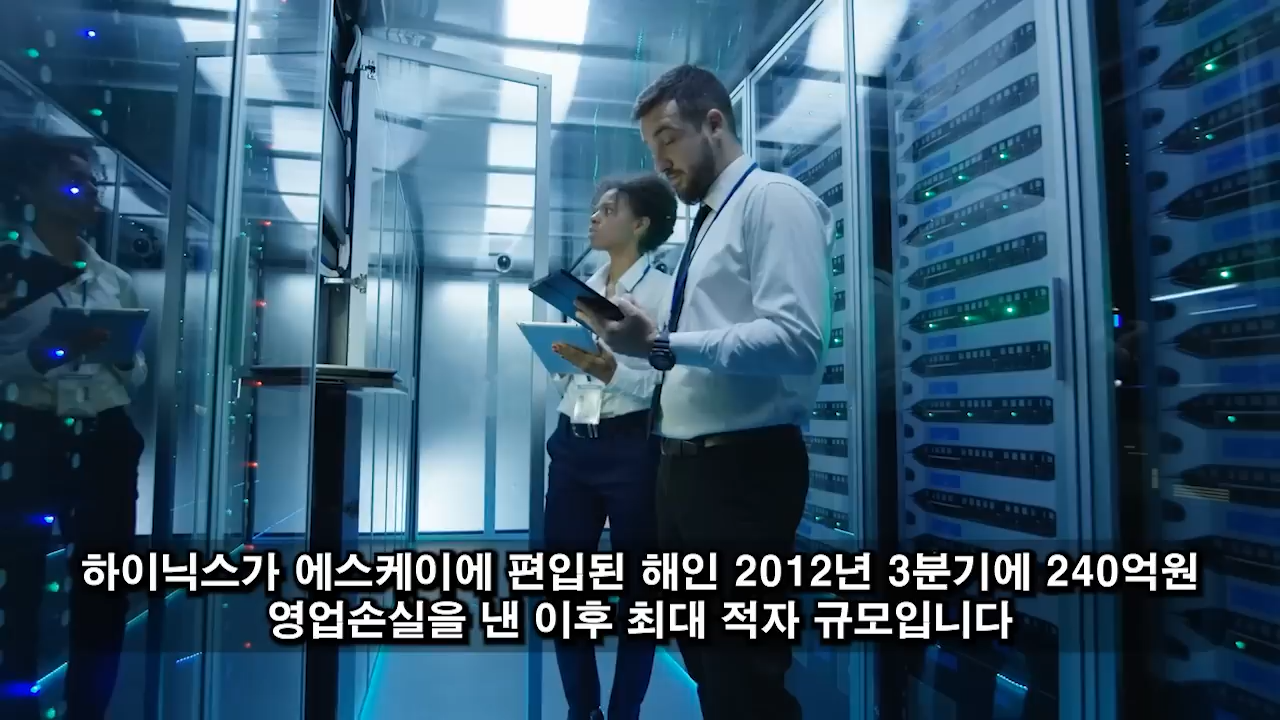 하이닉스가 에스케이에 편입된 해인 2012년 3분기에 240억원
영업손실을 낸 이후 최대 적자 규모입니다